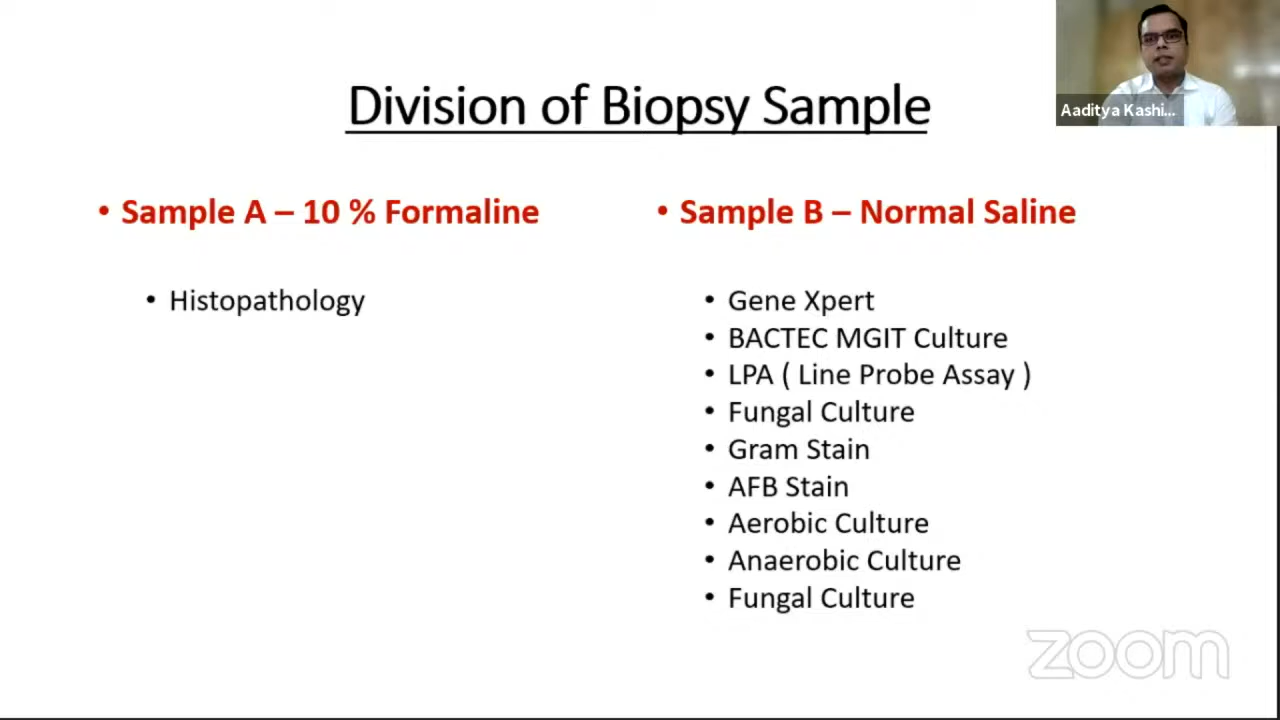 Division of Biopsy Sample
Aaditya Kashi...
• Sample A – 10 % Formaline
• Histopathology
• Sample B – Normal Saline
• Gene Xpert
• BACTEC MGIT Culture
• LPA ( Line Probe Assay )
• Fungal Culture
• Gram Stain
• AFB Stain
• Aerobic Culture
• Anaerobic Culture
• Fungal Culture
zoom